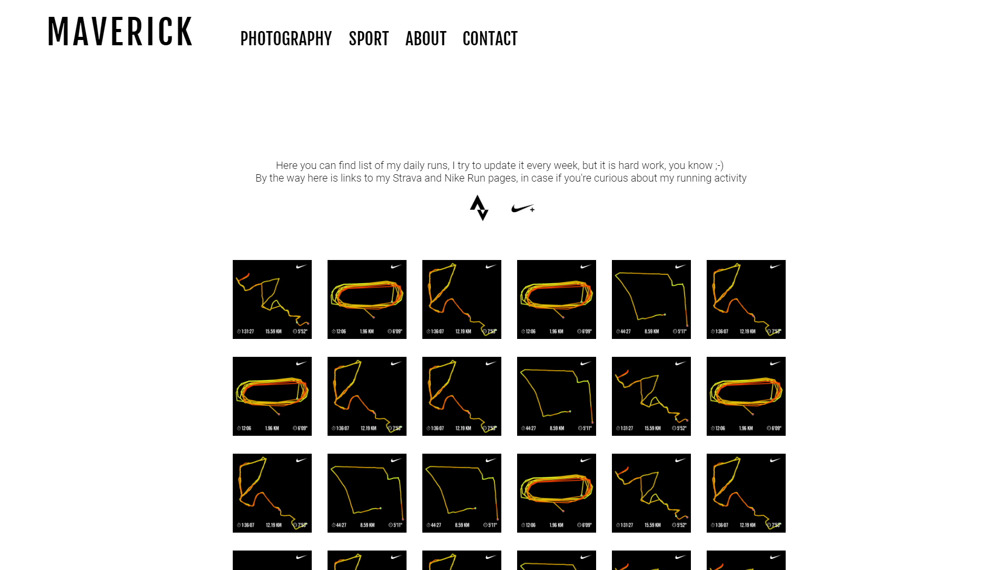 MAVERICK
PHOTOGRAPHY SPORT ABOUT CONTACT
Here you can find list of my daily runs, I try to update it every week, but it is hard work, you know ;-)
By the way here is links to my Strava and Nike Run pages, in case if you're curious about my running activity
1:31:27 15.59 KM 5'52"
12:06 1.96 KM 6'09"
1:36:07 12.19 KM 7'53"
12:06 1.96 KM 6'09"
44:27 8.59 KM 5'11"
1:36:07 12.19 KM 7'53"
12:06 1.96 KM 6'09"
1:36:07 12.19 KM 7'53"
1:36:07 12.19 KM 7'53"
44:27 8.59 KM 5'11"
1:31:27 15.59 KM 5'52"
12:06 1.96 KM 6'09"
1:36:07 12.19 KM 7'53"
44:27 8.59 KM 5'11"
44:27 8.59 KM 5'11"
12:06 1.96 KM 6'09"
1:31:27 15.59 KM 5'52"
1:36:07 12.19 KM 7'53"